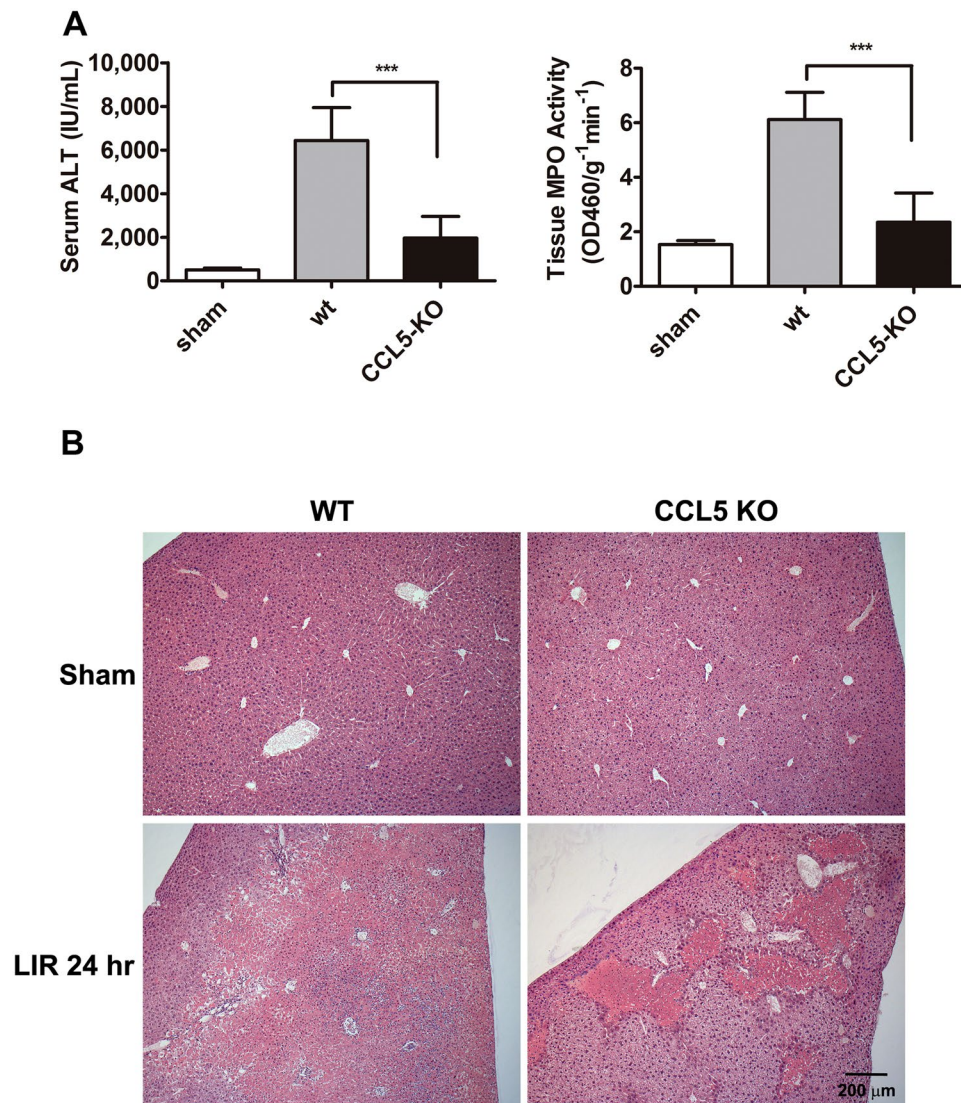 A
Serum ALT (IU/mL)
10,000
8,000
6,000
4,000
2,000
0
***
sham
wt
CCL5-KO
Tissue MPO Activity
(OD460/g⁻¹min⁻¹)
8
6
4
2
0
***
sham
wt
CCL5-KO
B
WT
CCL5 KO
Sham
LIR 24 hr
200 μm